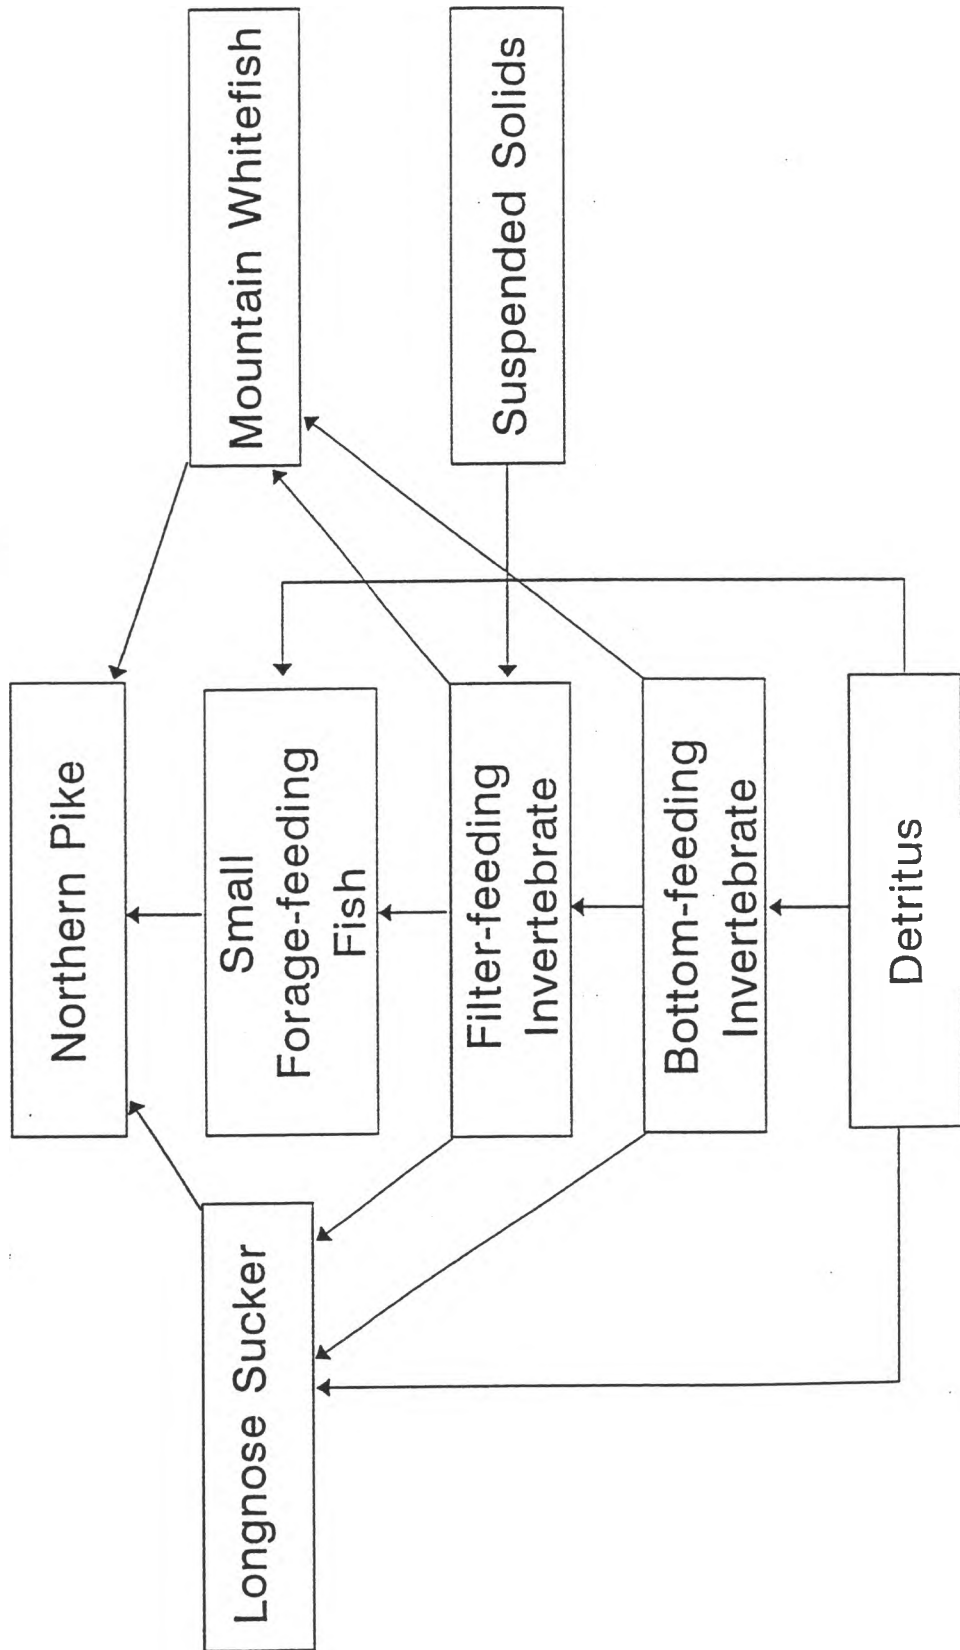 Northern Pike
Longnose Sucker
Small
Forage-feeding
Fish
Mountain Whitefish
Filter-feeding
Invertebrate
Suspended Solids
Bottom-feeding
Invertebrate
Detritus